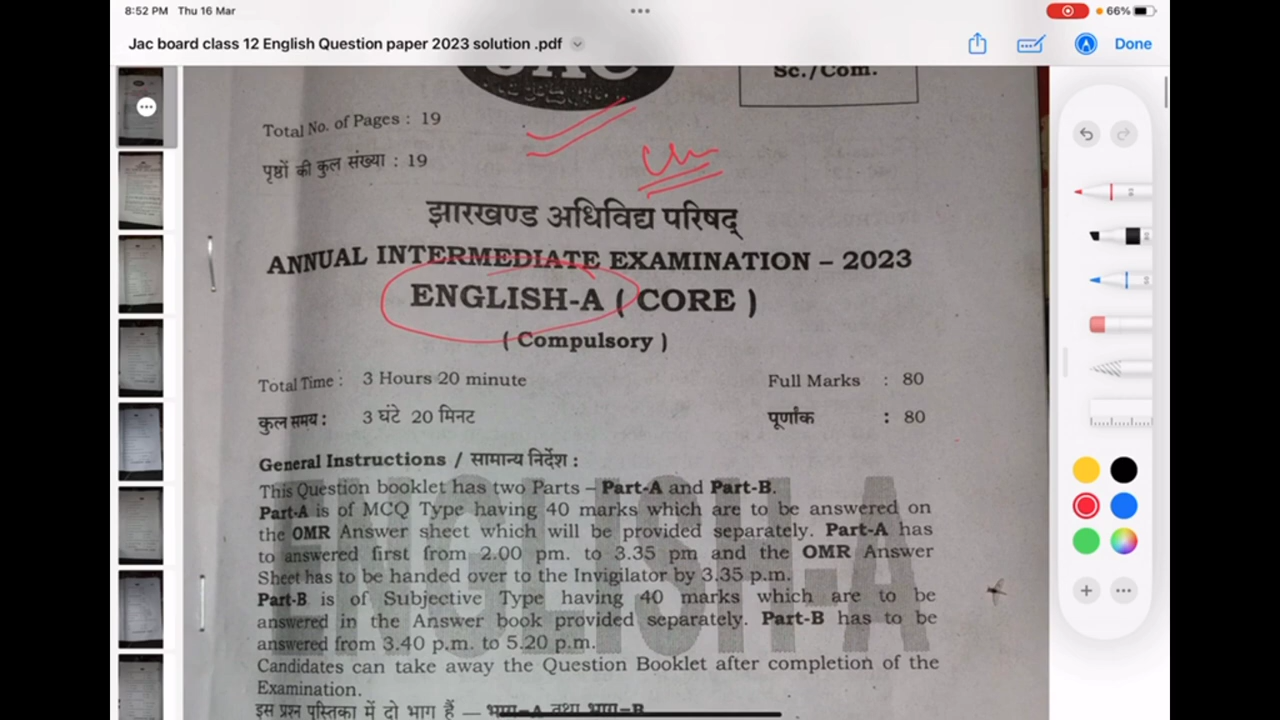 8:52 PM Thu 16 Mar
66%
Jac board class 12 English Question paper 2023 solution .pdf
Done
JAC
Sc./Com.
Total No. of Pages : 19
पृष्ठों की कुल संख्या : 19
झारखण्ड अधिविद्य परिषद्
ANNUAL INTERMEDIATE EXAMINATION – 2023
ENGLISH-A ( CORE )
( Compulsory )
Total Time : 3 Hours 20 minute Full Marks : 80
कुल समय : 3 घंटे 20 मिनट पूर्णांक : 80
General Instructions / सामान्य निर्देश :
This Question booklet has two Parts – Part-A and Part-B.
Part-A is of MCQ Type having 40 marks which are to be answered on
the OMR Answer sheet which will be provided separately. Part-A has
to answered first from 2.00 pm. to 3.35 pm and the OMR Answer
Sheet has to be handed over to the Invigilator by 3.35 p.m.
Part-B is of Subjective Type having 40 marks which are to be
answered in the Answer book provided separately. Part-B has to be
answered from 3.40 p.m. to 5.20 p.m.
Candidates can take away the Question Booklet after completion of the
Examination.
इस प्रश्न पुस्तिका में दो भाग हैं — भाग-A तथा भाग-B
ENGLISH-A